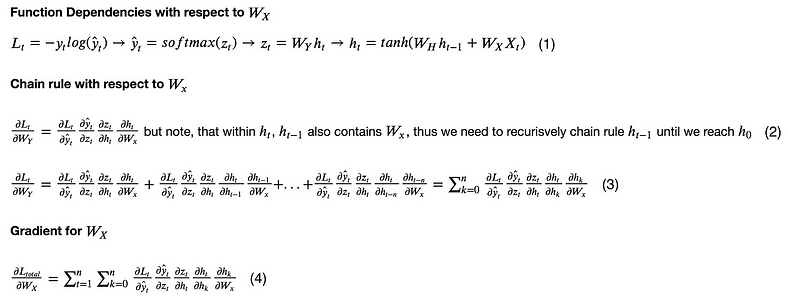 Function Dependencies with respect to W_X
L_t = −y_t log(ŷ_t) → ŷ_t = softmax(z_t) → z_t = W_Y h_t → h_t = tanh(W_H h_{t−1} + W_X X_t) (1)
Chain rule with respect to W_x
∂L_t/∂W_Y = ∂L_t/∂ŷ_t ∂ŷ_t/∂z_t ∂z_t/∂h_t ∂h_t/∂W_x but note, that within h_t, h_{t−1} also contains W_x, thus we need to recurisvely chain rule h_{t−1} until we reach h_0 (2)
∂L_t/∂W_Y = ∂L_t/∂ŷ_t ∂ŷ_t/∂z_t ∂z_t/∂h_t ∂h_t/∂W_x + ∂L_t/∂ŷ_t ∂ŷ_t/∂z_t ∂z_t/∂h_t ∂h_t/∂h_{t−1} ∂h_{t−1}/∂W_x +...+ ∂L_t/∂ŷ_t ∂ŷ_t/∂z_t ∂z_t/∂h_t ∂h_t/∂h_{t−n} ∂h_{t−n}/∂W_x = ∑_{k=0}^n ∂L_t/∂ŷ_t ∂ŷ_t/∂z_t ∂z_t/∂h_t ∂h_t/∂h_k ∂h_k/∂W_x (3)
Gradient for W_X
∂L_total/∂W_X = ∑_{t=1}^n ∑_{k=0}^n ∂L_t/∂ŷ_t ∂ŷ_t/∂z_t ∂z_t/∂h_t ∂h_t/∂h_k ∂h_k/∂W_x (4)